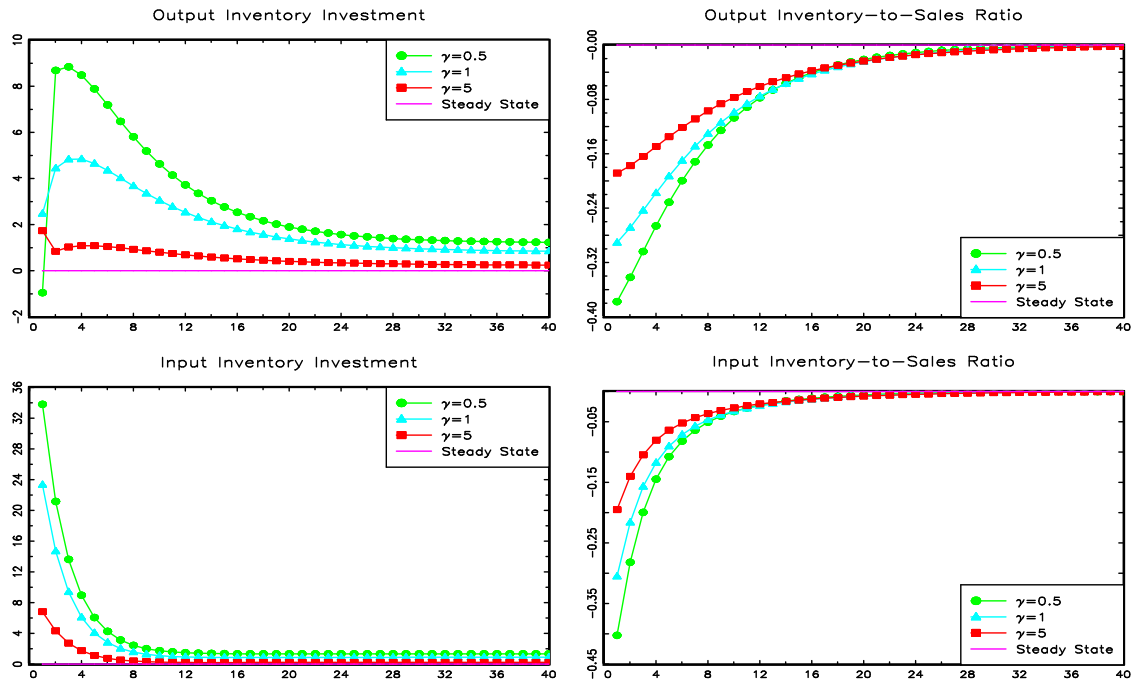 Output Inventory Investment
10
8
6
4
2
0
−2
γ=0.5
γ=1
γ=5
Steady State
0 4 8 12 16 20 24 28 32 36 40
Output Inventory−to−Sales Ratio
−0.00
−0.08
−0.16
−0.24
−0.32
−0.40
γ=0.5
γ=1
γ=5
Steady State
0 4 8 12 16 20 24 28 32 36 40
Input Inventory Investment
36
32
28
24
20
16
12
8
4
0
γ=0.5
γ=1
γ=5
Steady State
0 4 8 12 16 20 24 28 32 36 40
Input Inventory−to−Sales Ratio
−0.05
−0.15
−0.25
−0.35
−0.45
γ=0.5
γ=1
γ=5
Steady State
0 4 8 12 16 20 24 28 32 36 40